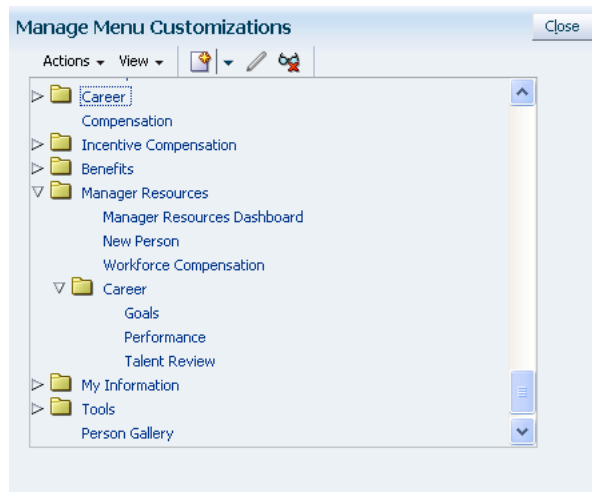 Manage Menu Customizations
Close
Actions View
Career
Compensation
Incentive Compensation
Benefits
Manager Resources
Manager Resources Dashboard
New Person
Workforce Compensation
Career
Goals
Performance
Talent Review
My Information
Tools
Person Gallery